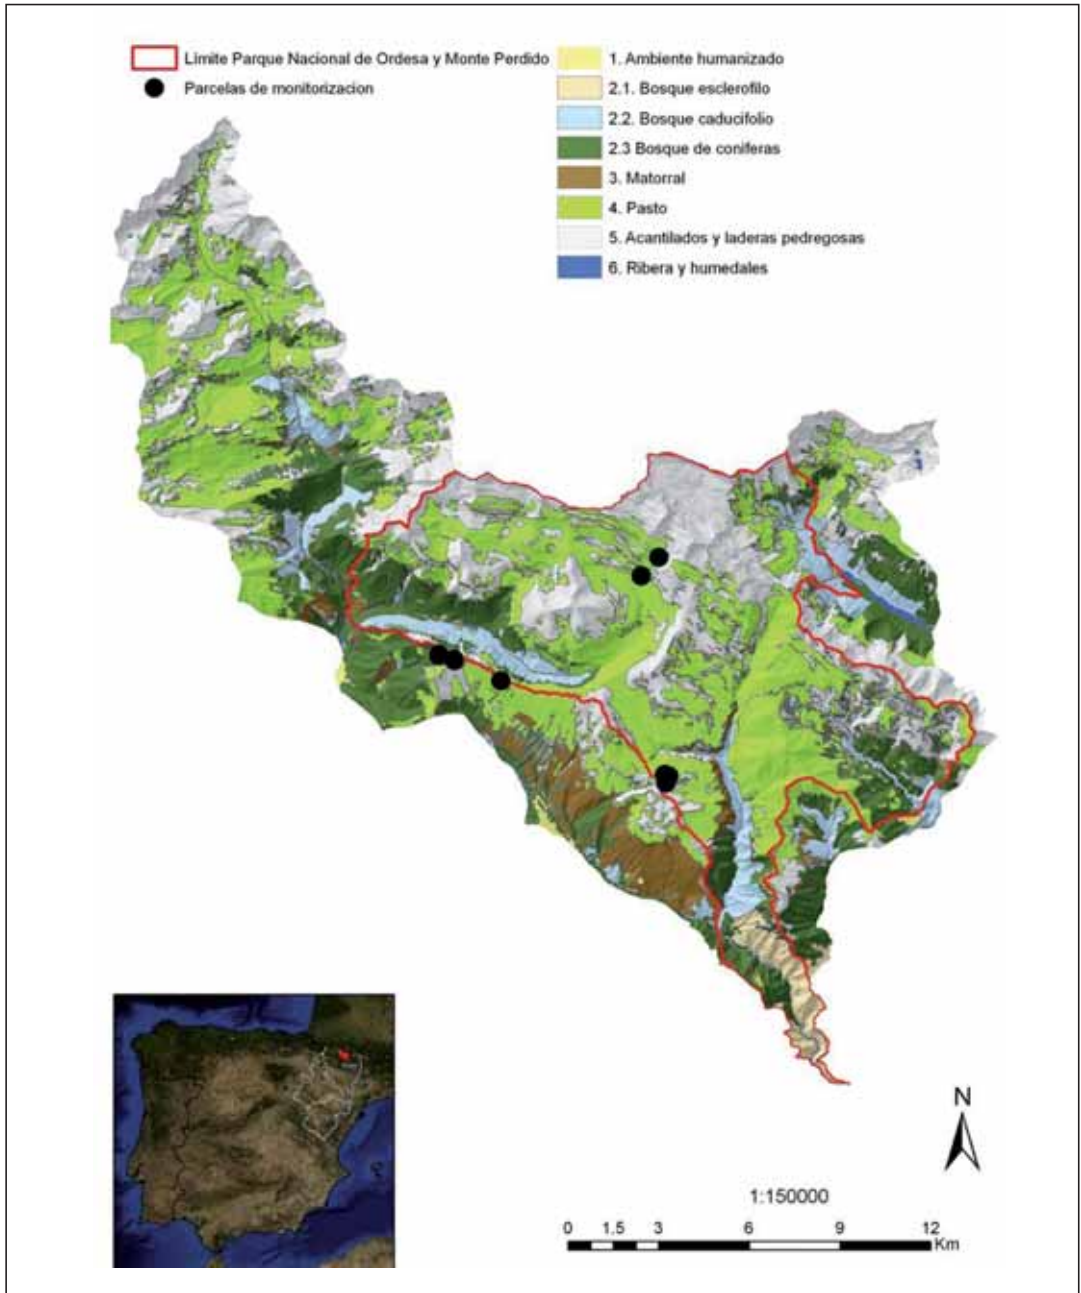 Limite Parque Nacional de Ordesa y Monte Perdido
Parcelas de monitorizacion
1. Ambiente humanizado
2.1. Bosque esclerofilo
2.2. Bosque caducifolio
2.3 Bosque de coniferas
3. Matorral
4. Pasto
5. Acantilados y laderas pedregosas
6. Ribera y humedales
N
1:150000
0 1.5 3 6 9 12
Km